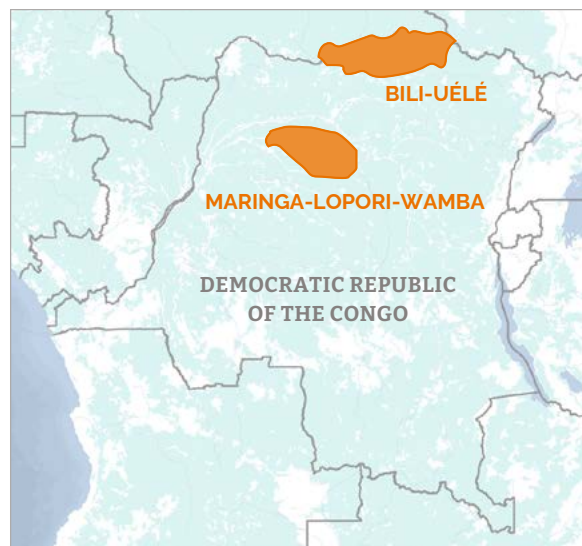 BILI-UÉLÉ
MARINGA-LOPORI-WAMBA
DEMOCRATIC REPUBLIC
OF THE CONGO